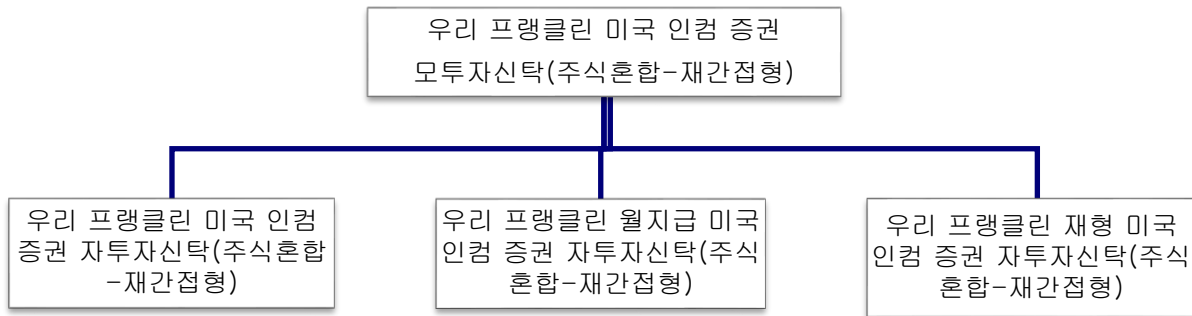 우리 프랭클린 미국 인컴 증권
모투자신탁(주식혼합-재간접형)
우리 프랭클린 미국 인컴
증권 자투자신탁(주식혼합
-재간접형)
우리 프랭클린 월지급 미국
인컴 증권 자투자신탁(주식
혼합-재간접형)
우리 프랭클린 재형 미국
인컴 증권 자투자신탁(주식
혼합-재간접형)